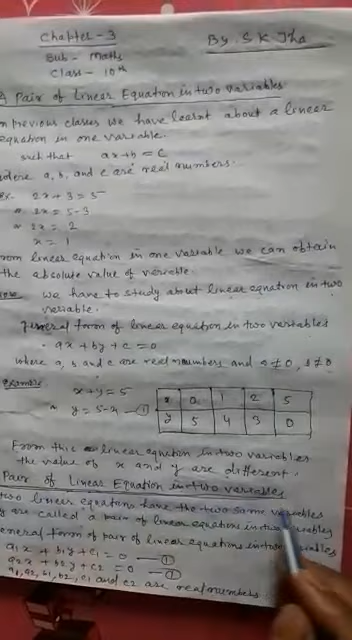 Chapter-3
By. S K Jha
Sub- Maths
Class- 10th
A Pair of Linear Equation in two variables
In previous classes we have learnt about a linear
equation in one variable.
such that ax+b = c
where a, b, and c are real numbers.
Ex- 2x+3=5
2x = 5-3
2x = 2
x = 1
From linear equation in one variable we can obtain
the absolute value of variable.
Now we have to study about linear equation in two
variable.
general form of linear equation in two variables
ax + by + c = 0
where a, b and c are real numbers and a≠0, b≠0
Example x+y=5
y = 5-x - ①
x 0 1 2 5
y 5 4 3 0
From this linear equation in two variables
the value of x and y are different.
Pair of Linear Equation in two variables
two linear equations have the two same variables
are called a pair of linear equations in two variables
General form of pair of linear equations in two variables
a1x + b1y + c1 = 0 — ①
a2x + b2y + c2 = 0 — ②
a1, a2, b1, b2, c1 and c2 are real numbers